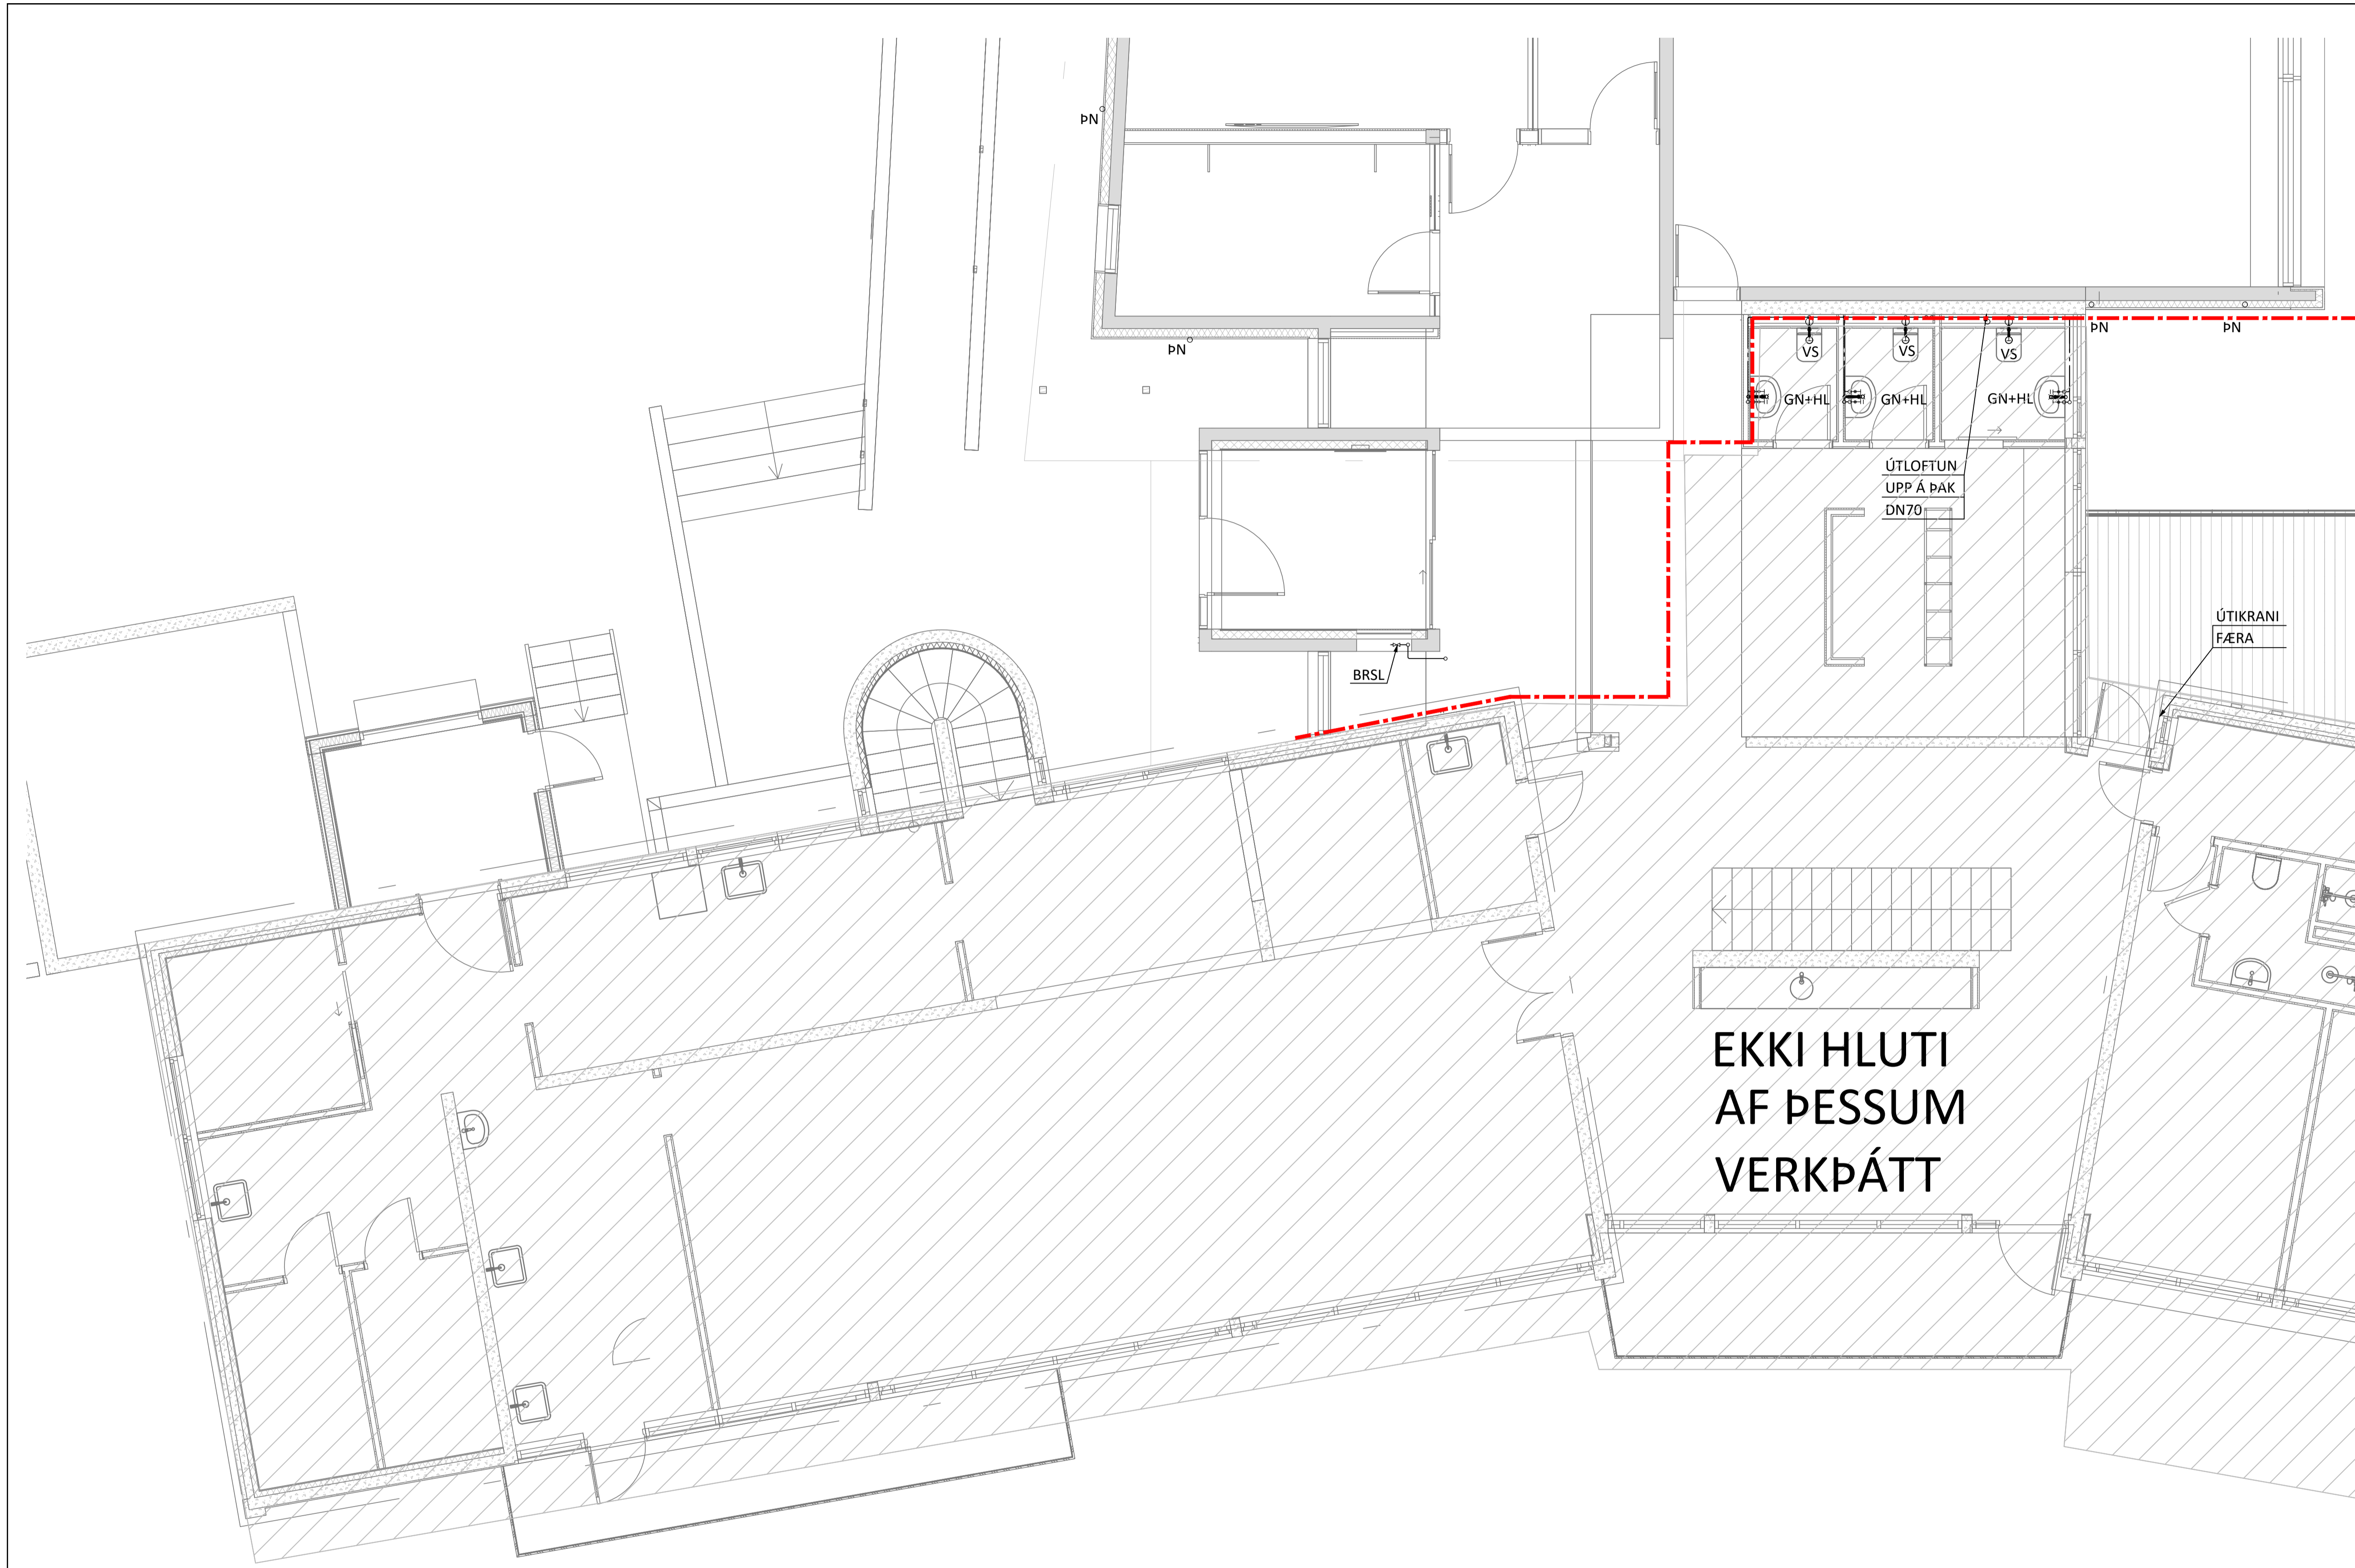 ÞN
ÞN
ÞN
ÞN
VS
VS
VS
GN+HL
GN+HL
GN+HL
ÚTLOFTUN
UPP Á ÞAK
DN70
ÚTIKRANI
FÆRA
BRSL
EKKI HLUTI
AF ÞESSUM
VERKÞÁTT